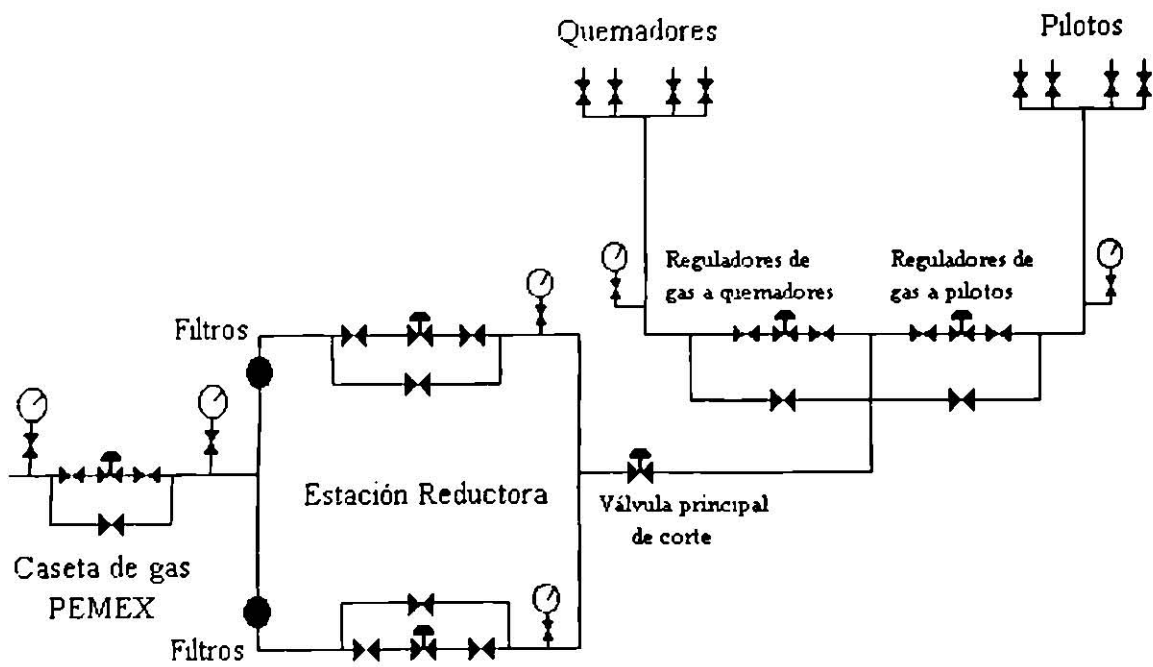 Quemadores
Pilotos
Reguladores de
gas a quemadores
Reguladores de
gas a pilotos
Filtros
Estación Reductora
Válvula principal
de corte
Caseta de gas
PEMEX
Filtros